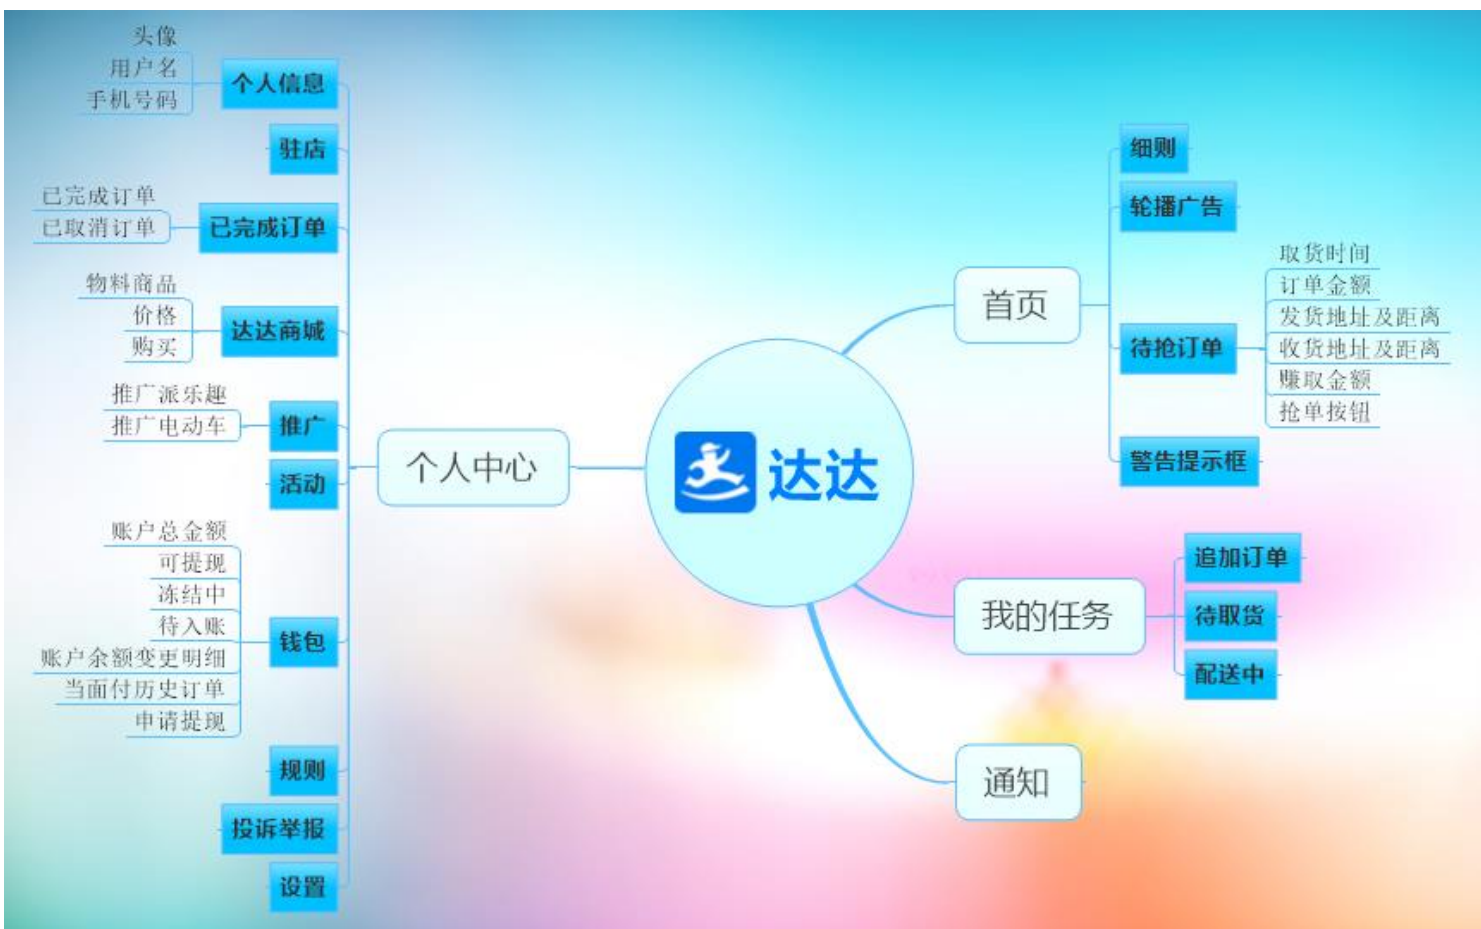 达达
首页
细则
轮播广告
待抢订单
取货时间
订单金额
发货地址及距离
收货地址及距离
赚取金额
抢单按钮
警告提示框
我的任务
追加订单
待取货
配送中
通知
个人中心
个人信息
头像
用户名
手机号码
驻店
已完成订单
已完成订单
已取消订单
达达商城
物料商品
价格
购买
推广
推广派乐趣
推广电动车
活动
钱包
账户总金额
可提现
冻结中
待入账
账户余额变更明细
当面付历史订单
申请提现
规则
投诉举报
设置